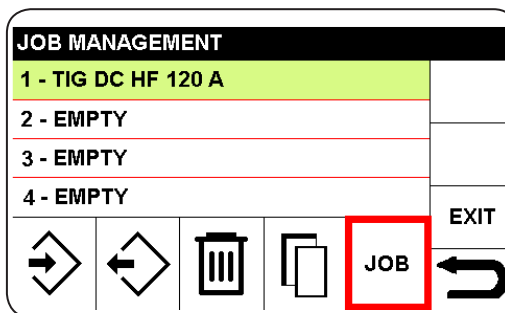 JOB MANAGEMENT
1 - TIG DC HF 120 A
2 - EMPTY
3 - EMPTY
4 - EMPTY
EXIT
JOB